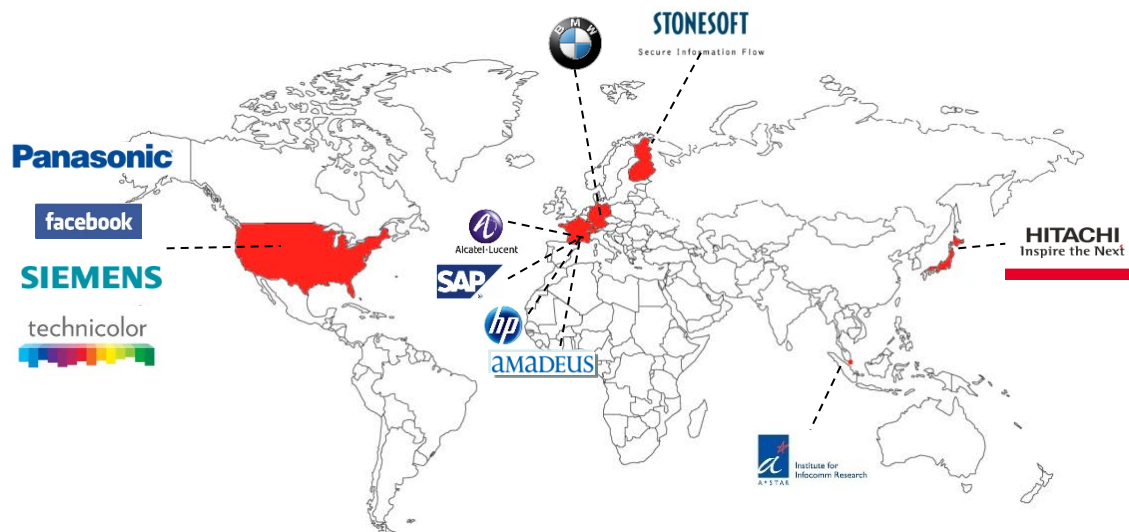 BMW
STONESOFT
Secure Information Flow
Panasonic
facebook
SIEMENS
technicolor
Alcatel·Lucent
SAP
hp
aMaDEUS
HITACHI
Inspire the Next
a
A★STAR
Institute for
Infocomm Research